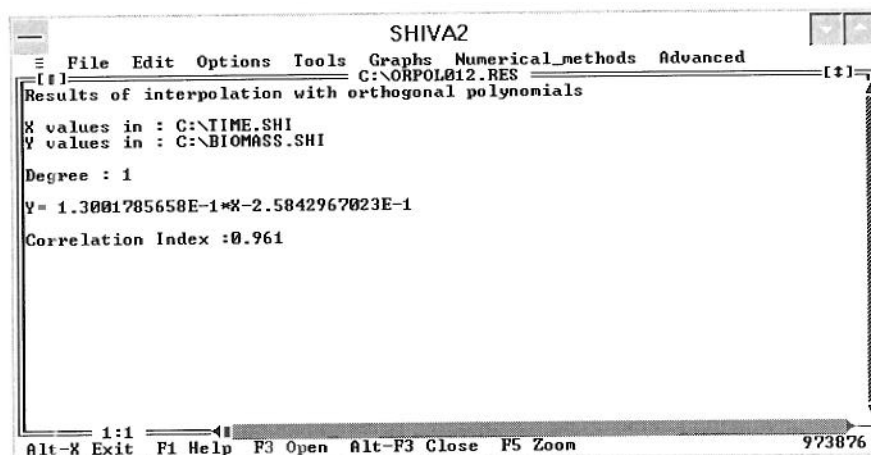 SHIVA2
≡ File Edit Options Tools Graphs Numerical_methods Advanced
C:\ORPOL012.RES
Results of interpolation with orthogonal polynomials
X values in : C:\TIME.SHI
Y values in : C:\BIOMASS.SHI
Degree : 1
Y= 1.3001785658E-1*X-2.5842967023E-1
Correlation Index :0.961
1:1
Alt-X Exit F1 Help F3 Open Alt-F3 Close F5 Zoom 973876